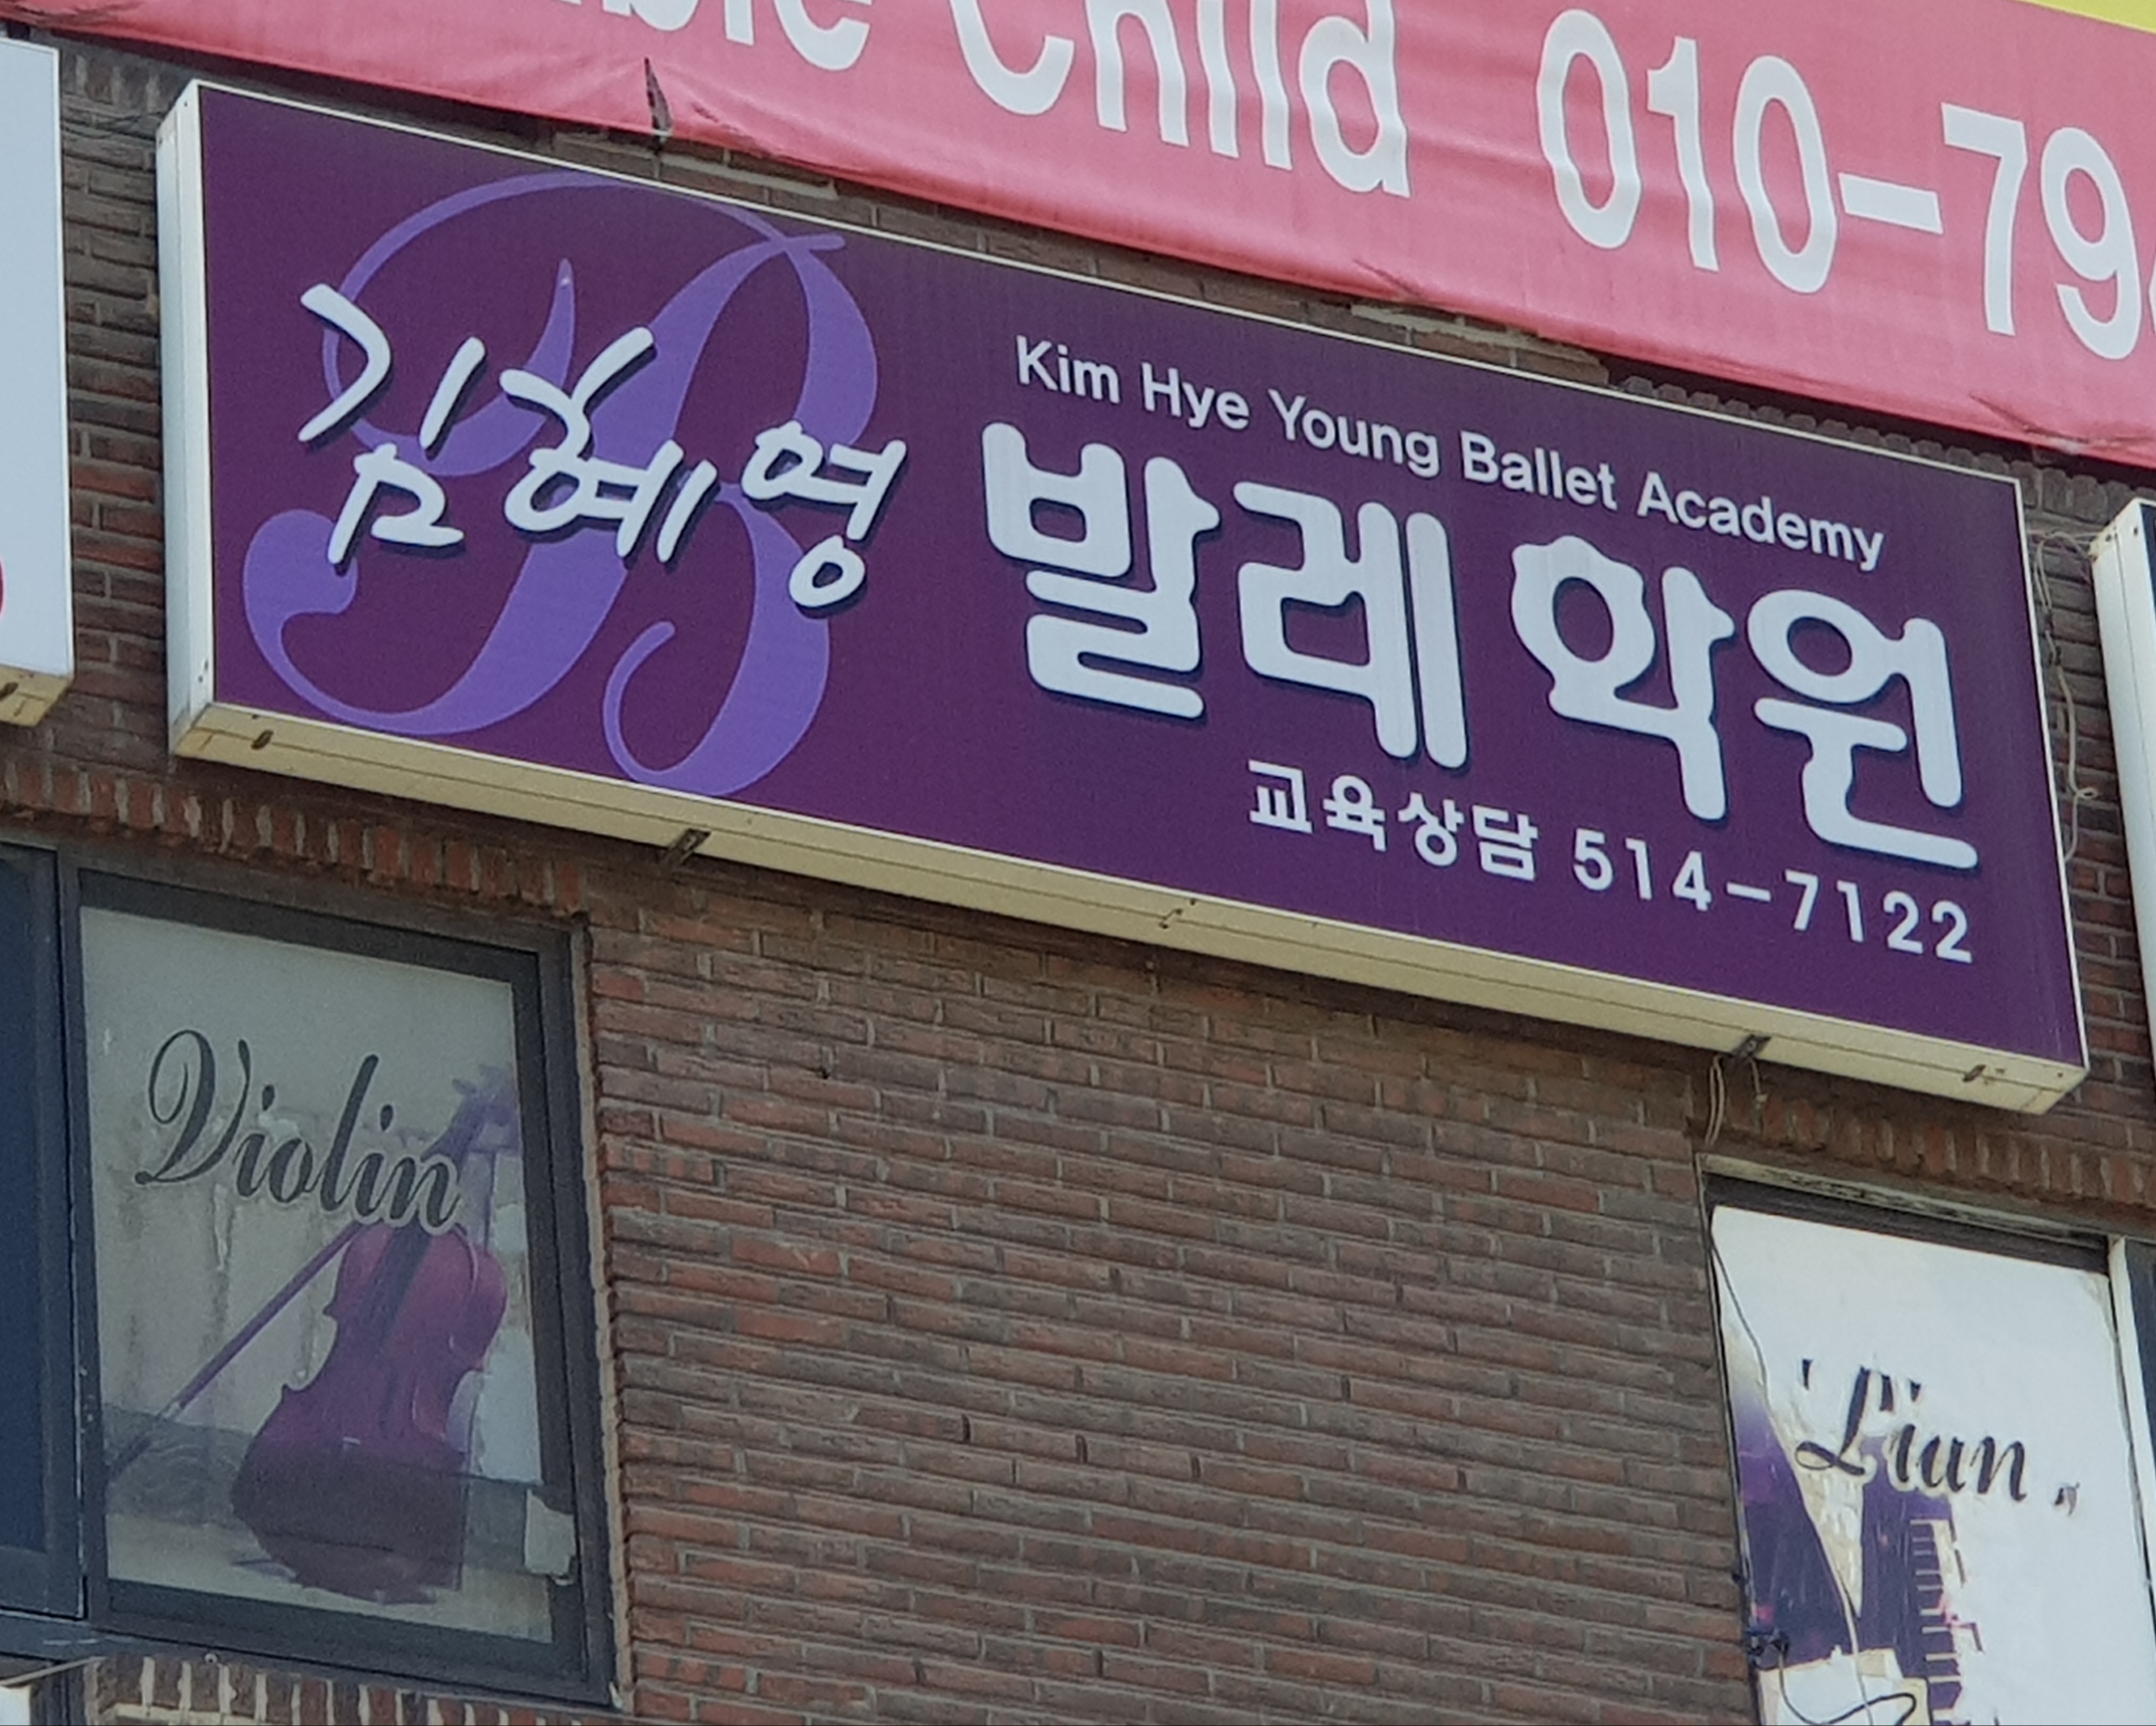 Child 010-79
Kim Hye Young Ballet Academy
김혜영 발레학원
교육상담 514-7122
Violin